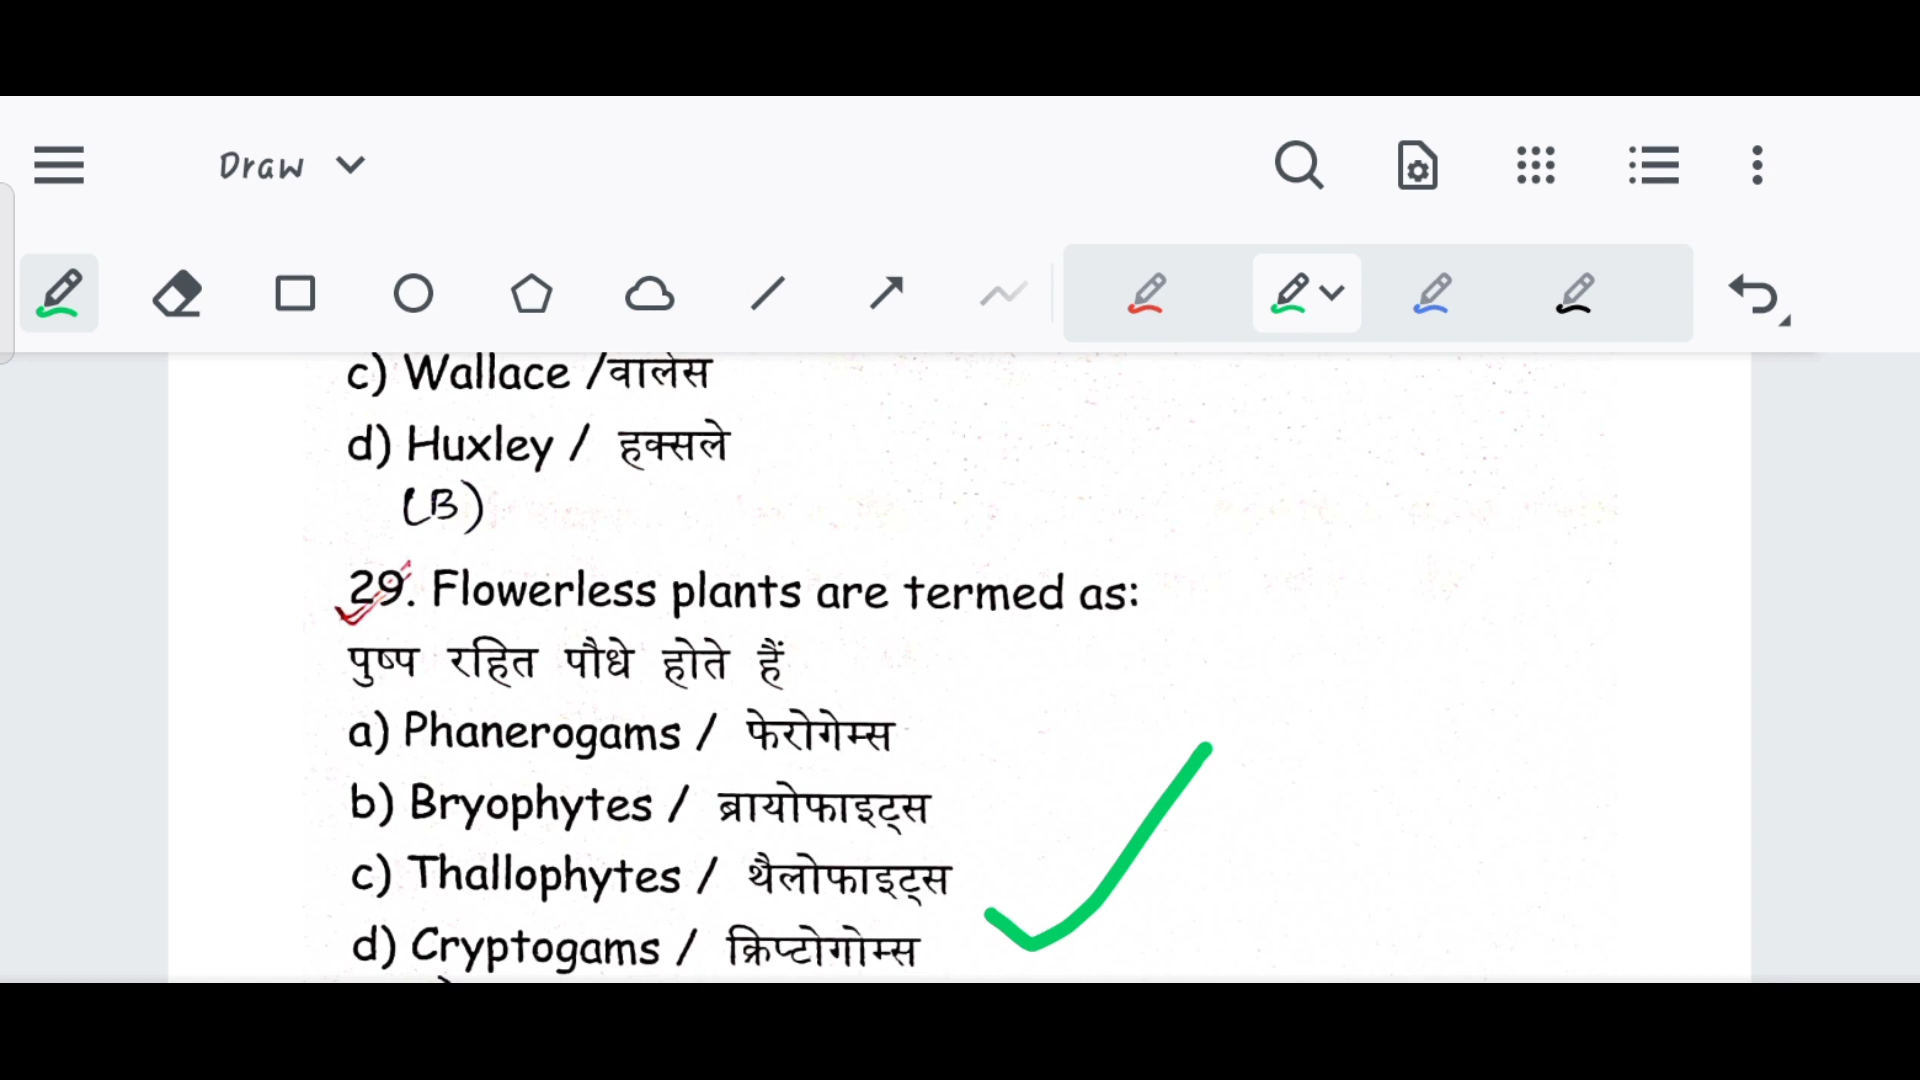 Draw
c) Wallace /वालेस
d) Huxley / हक्सले
(B)
29. Flowerless plants are termed as:
पुष्प रहित पौधे होते हैं
a) Phanerogams / फेरोगेम्स
b) Bryophytes / ब्रायोफाइट्स
c) Thallophytes / थैलोफाइट्स
d) Cryptogams / क्रिप्टोगोम्स